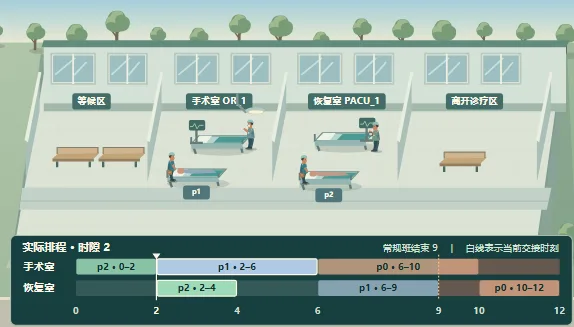 等候区
手术室 OR_1
恢复室 PACU_1
离开诊疗区
p1
p2
实际排程・时隙 2
常规班结束 9 | 白线表示当前交接时刻
手术室
p2・0–2
p1・2–6
p0・6–10
恢复室
p2・2–4
p1・6–9
p0・10–12
0
2
4
6
9
10
12